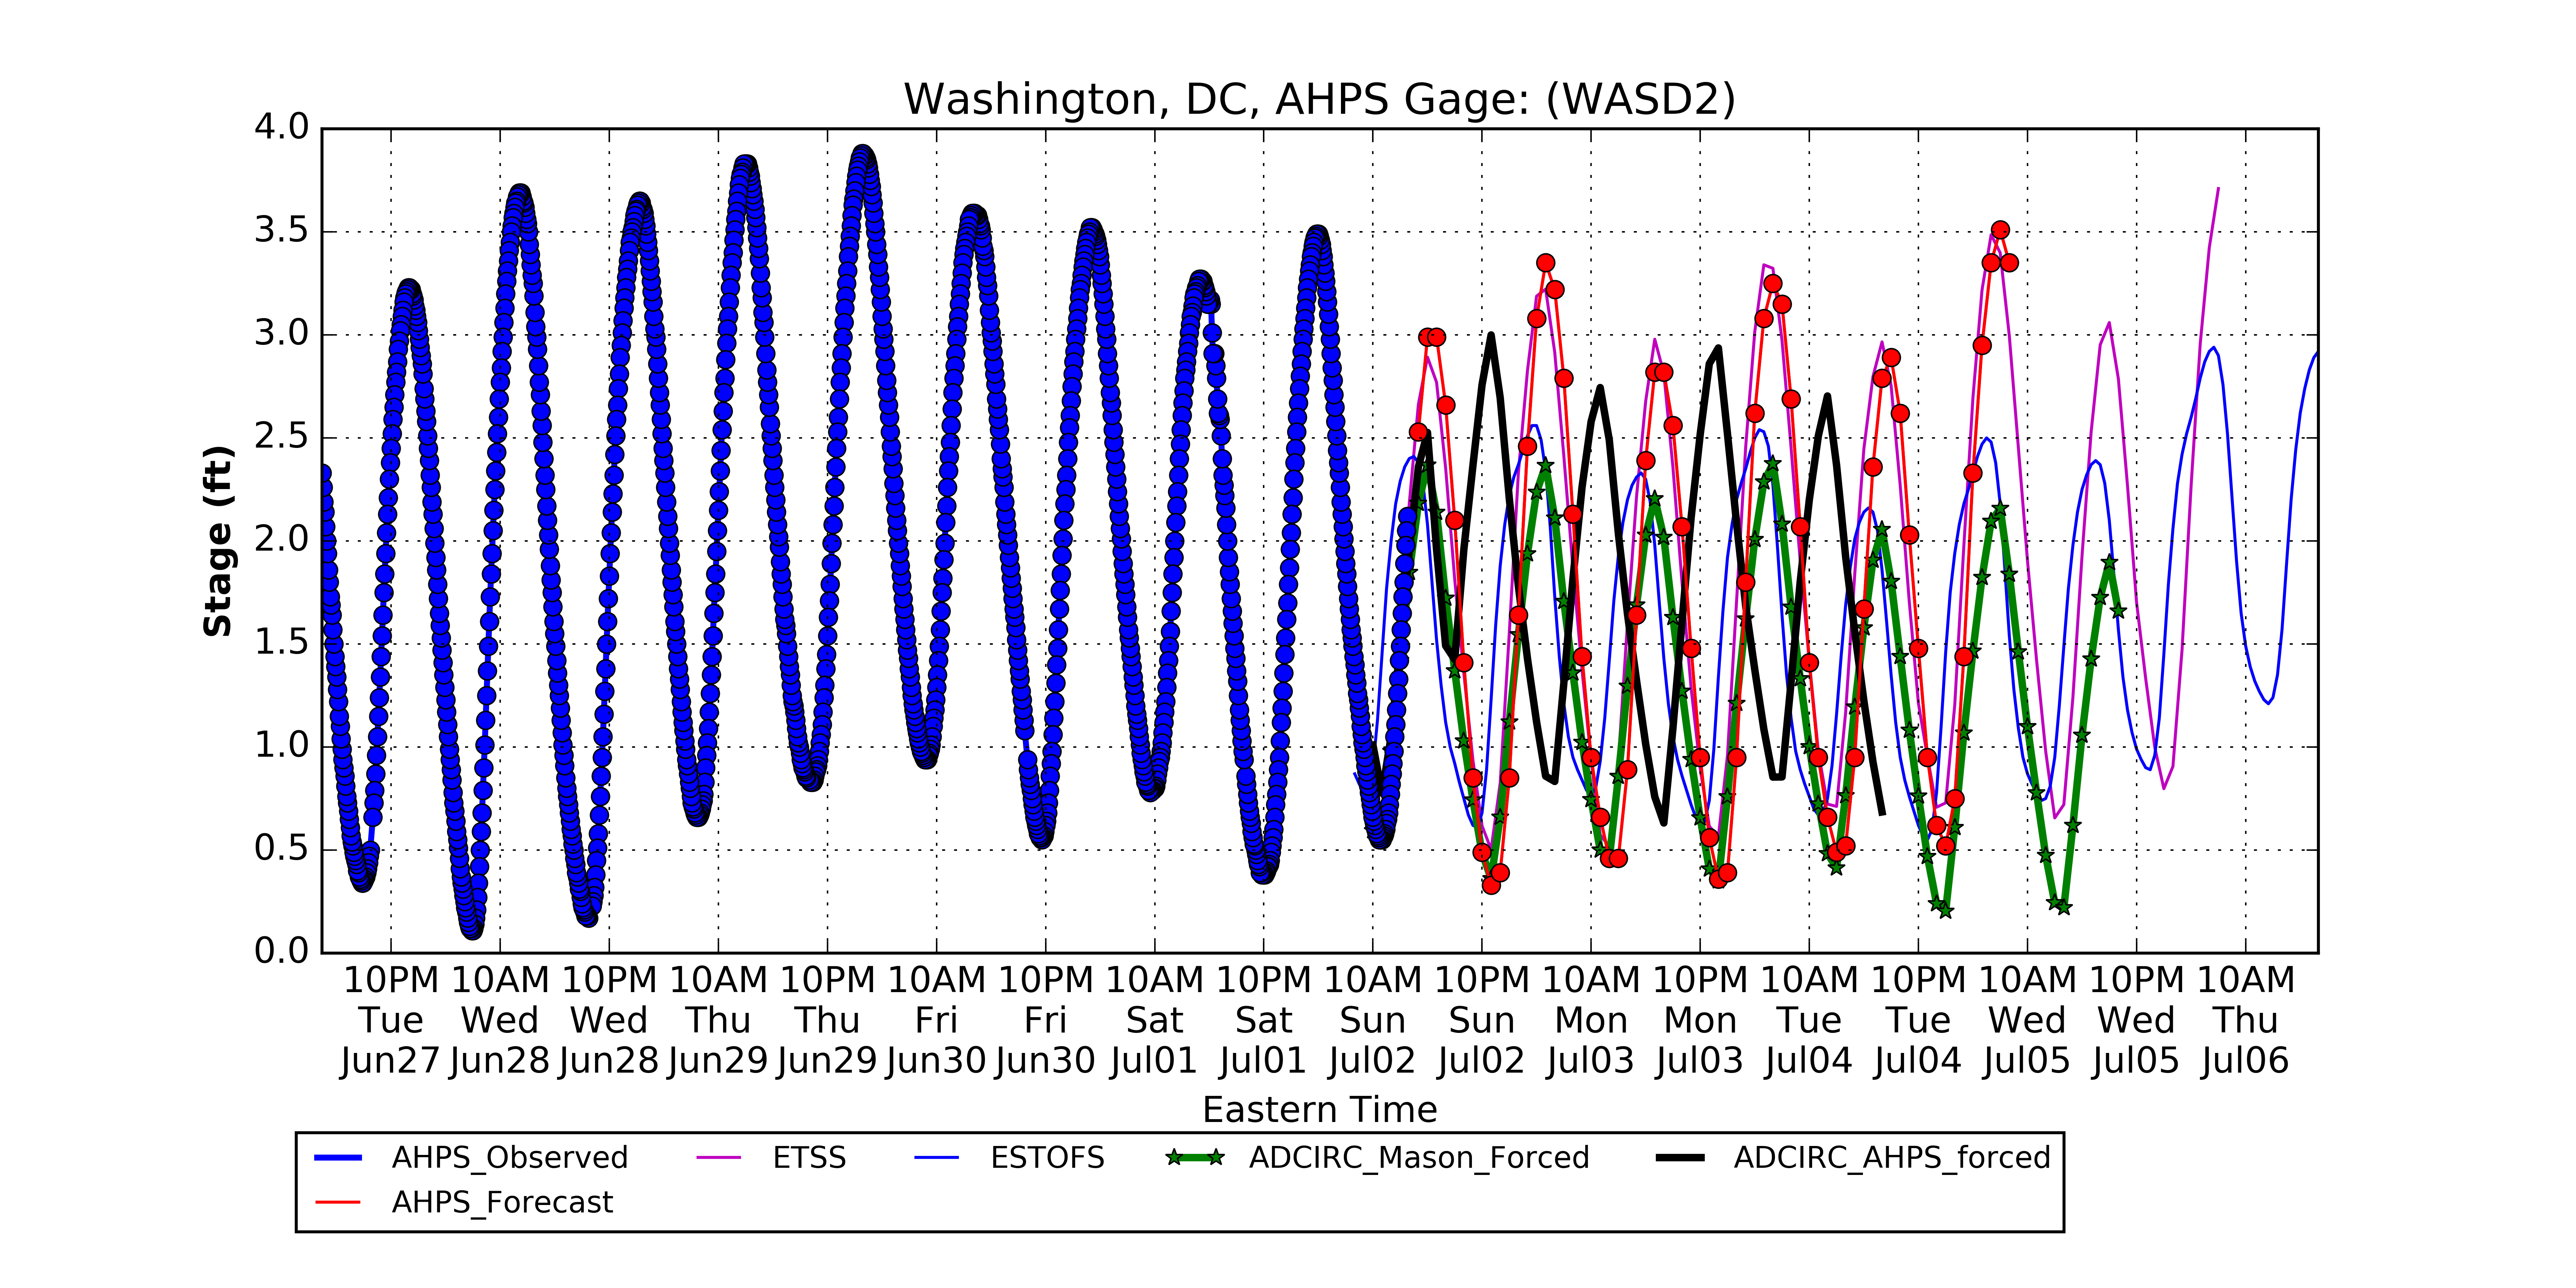 Washington, DC, AHPS Gage: (WASD2)
4.0
3.5
3.0
2.5
2.0
1.5
1.0
0.5
0.0
Stage (ft)
10PM 10AM 10PM 10AM 10PM 10AM 10PM 10AM 10PM 10AM 10PM 10AM 10PM 10AM 10PM 10AM 10PM 10AM
Tue Wed Wed Thu Thu Fri Fri Sat Sat Sun Sun Mon Mon Tue Tue Wed Wed Thu
Jun27 Jun28 Jun28 Jun29 Jun29 Jun30 Jun30 Jul01 Jul01 Jul02 Jul02 Jul03 Jul03 Jul04 Jul04 Jul05 Jul05 Jul06
Eastern Time
AHPS_Observed ETSS ESTOFS ADCIRC_Mason_Forced ADCIRC_AHPS_forced
AHPS_Forecast